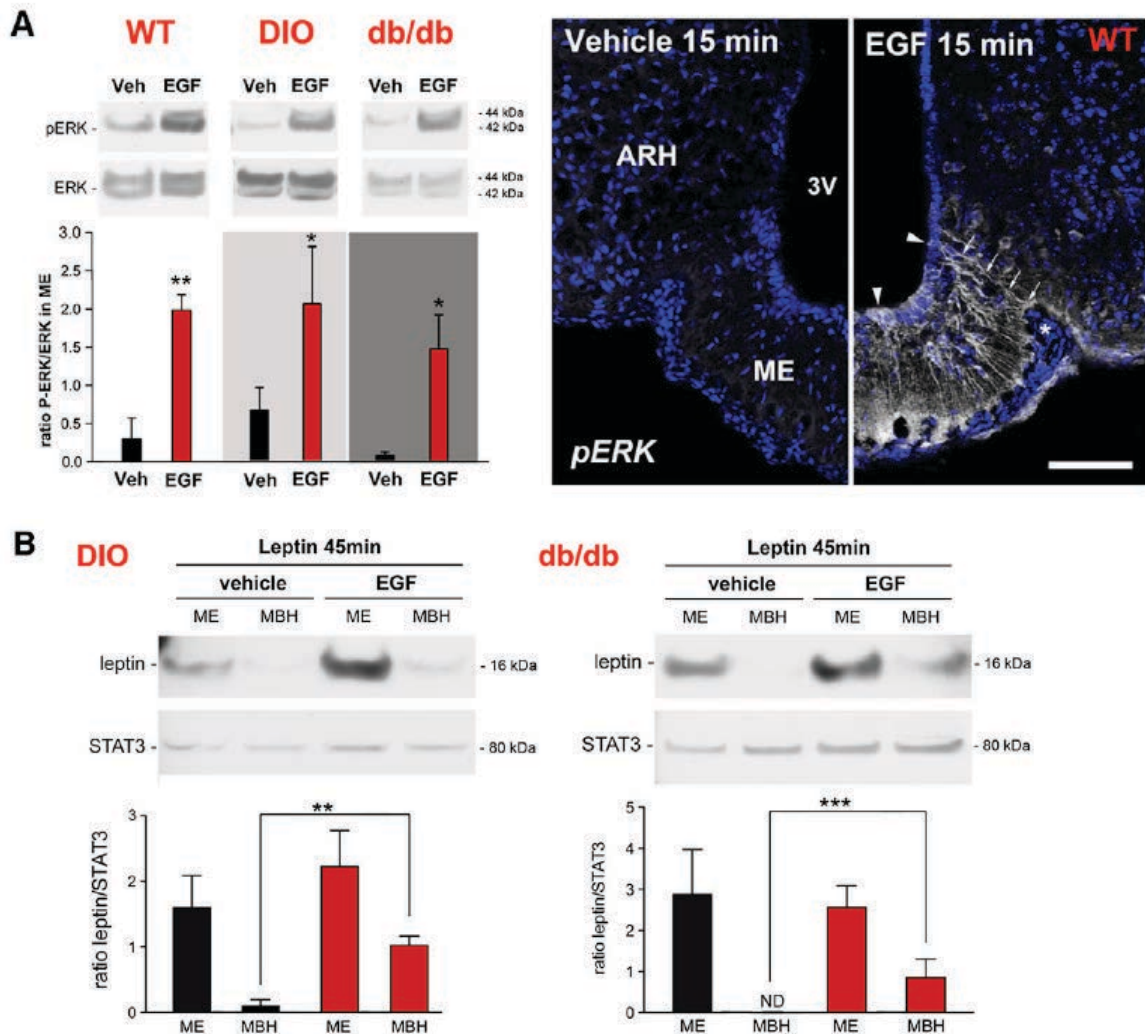 A
WT DIO db/db
Veh EGF Veh EGF Veh EGF
pERK - - 44 kDa
- 42 kDa
ERK - - 44 kDa
- 42 kDa
ratio P-ERK/ERK in ME
3.0
2.5
2.0
1.5
1.0
0.5
0.0
** * *
Veh EGF Veh EGF Veh EGF
Vehicle 15 min
EGF 15 min WT
ARH
3V
ME
*
pERK
B
DIO
Leptin 45min
vehicle EGF
ME MBH ME MBH
leptin - - 16 kDa
STAT3 - - 80 kDa
ratio leptin/STAT3
3
2
1
0
**
ME MBH ME MBH
db/db
Leptin 45min
vehicle EGF
ME MBH ME MBH
leptin - - 16 kDa
STAT3 - - 80 kDa
ratio leptin/STAT3
5
4
3
2
1
0
***
ND
ME MBH ME MBH